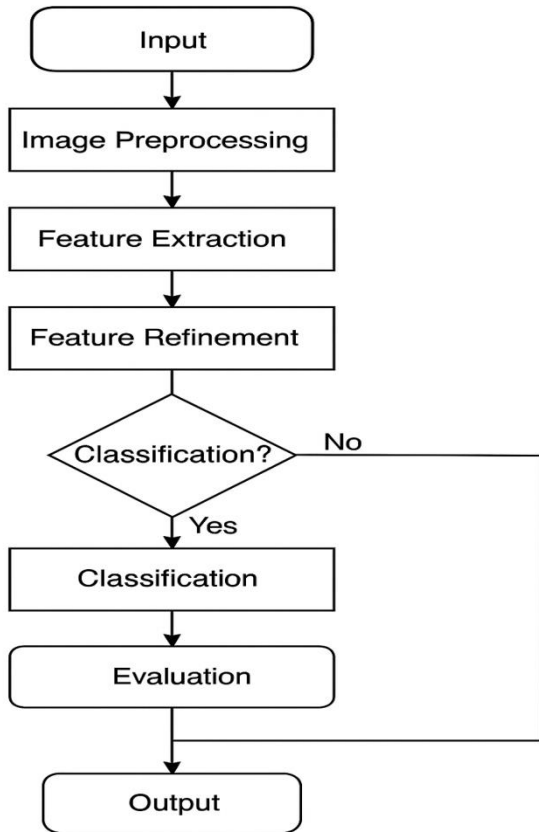 Input
Image Preprocessing
Feature Extraction
Feature Refinement
Classification?
No
Yes
Classification
Evaluation
Output